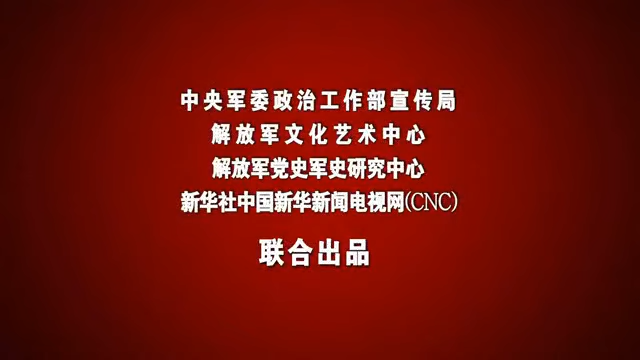 中央军委政治工作部宣传局
解放军文化艺术中心
解放军党史军史研究中心
新华社中国新华新闻电视网(CNC)
联合出品